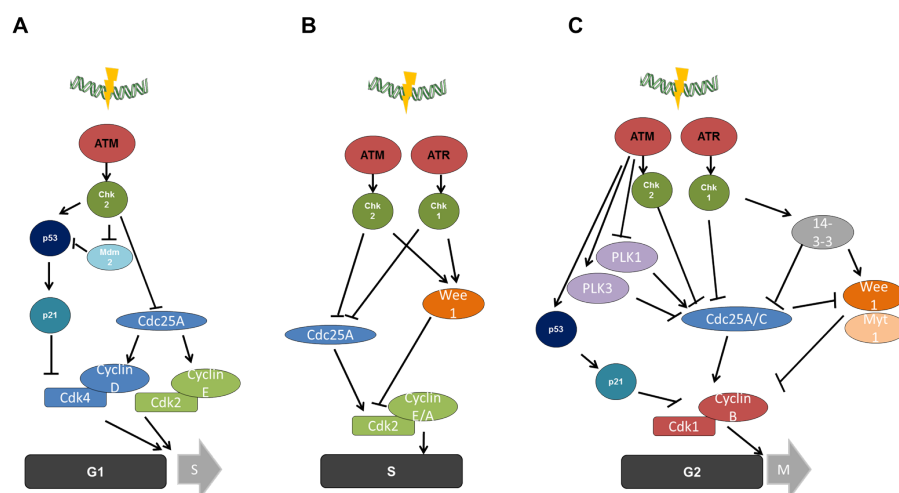 A
B
C
ATM
Chk
2
p53
Mdm
2
p21
Cdc25A
Cyclin
D
Cdk4
Cyclin
E
Cdk2
G1
S
ATM
ATR
Chk
2
Chk
1
Wee
1
Cdc25A
Cyclin
E/A
Cdk2
S
ATM
ATR
Chk
2
Chk
1
14-
3-3
PLK1
PLK3
Wee
1
Myt
1
Cdc25A/C
p53
p21
Cyclin
B
Cdk1
G2
M